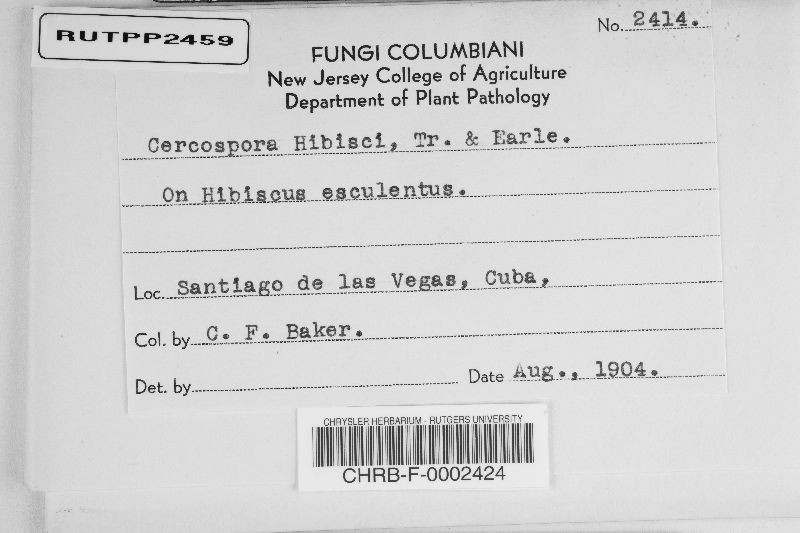 RUTPP2459
No. 2414.
FUNGI COLUMBIANI
New Jersey College of Agriculture
Department of Plant Pathology
Cercospora Hibisci, Tr. & Earle.
On Hibiscus esculentus.
Loc. Santiago de las Vegas, Cuba,
Col. by C. F. Baker.
Det. by
Date Aug., 1904.
CHRYSLER HERBARIUM - RUTGERS UNIVERSITY
CHRB-F-0002424